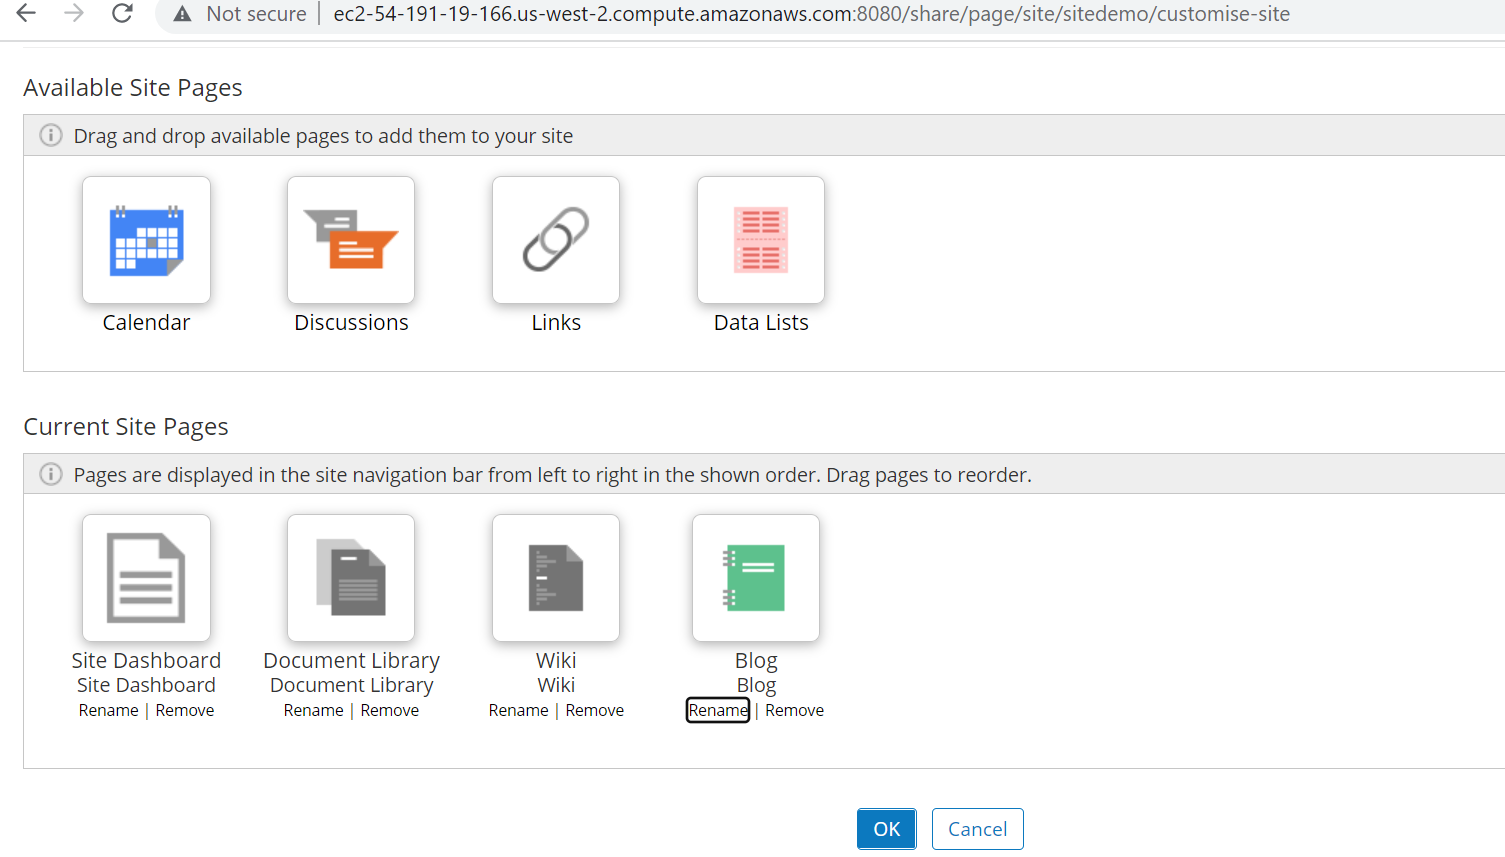 Not secure | ec2-54-191-19-166.us-west-2.compute.amazonaws.com:8080/share/page/site/sitedemo/customise-site
Available Site Pages
Drag and drop available pages to add them to your site
Calendar Discussions Links Data Lists
Current Site Pages
Pages are displayed in the site navigation bar from left to right in the shown order. Drag pages to reorder.
Site Dashboard Document Library Wiki Blog
Site Dashboard Document Library Wiki Blog
Rename | Remove Rename | Remove Rename | Remove Rename | Remove
OK Cancel